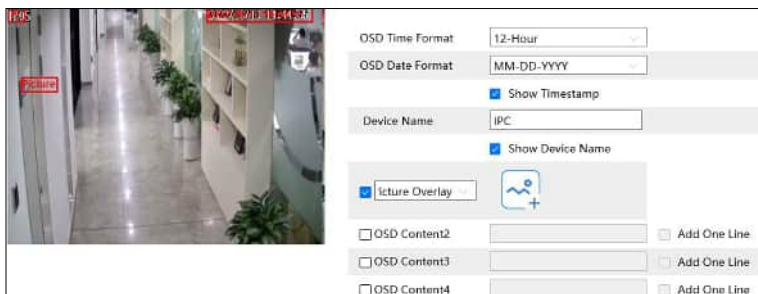 Picture
OSD Time Format 12-Hour
OSD Date Format MM-DD-YYYY
Show Timestamp
Device Name IPC
Show Device Name
icture Overlay
OSD Content2 Add One Line
OSD Content3 Add One Line
OSD Content4 Add One Line